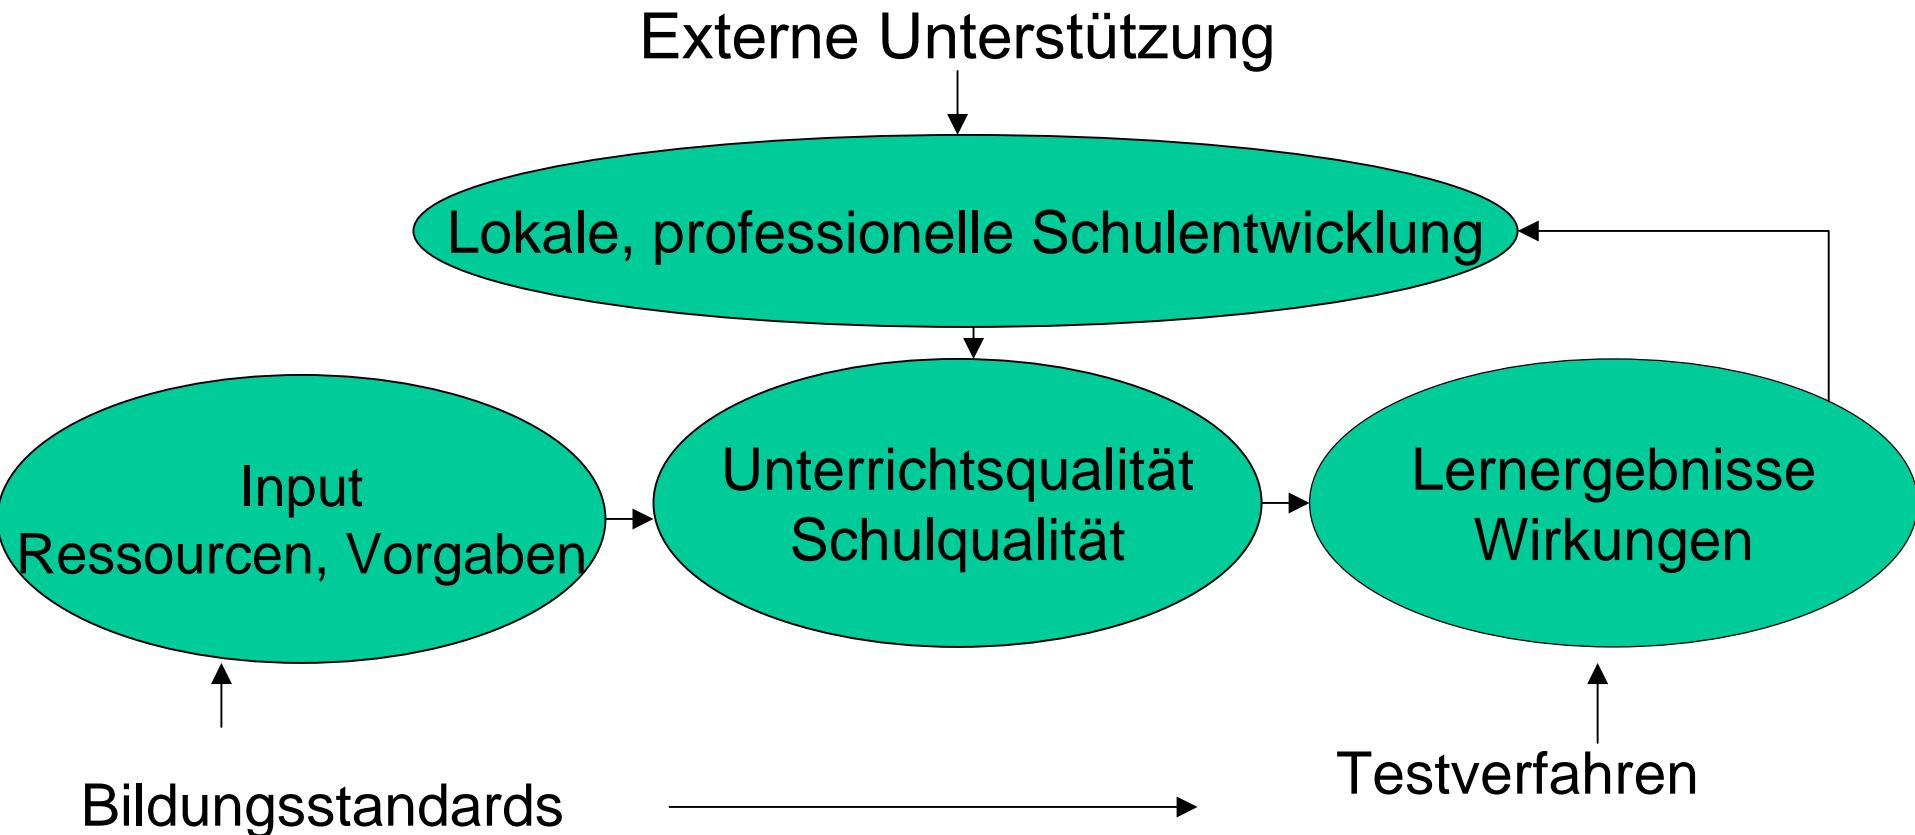 Externe Unterstützung
Lokale, professionelle Schulentwicklung
Input
Ressourcen, Vorgaben
Unterrichtsqualität
Schulqualität
Lernergebnisse
Wirkungen
Bildungsstandards
Testverfahren